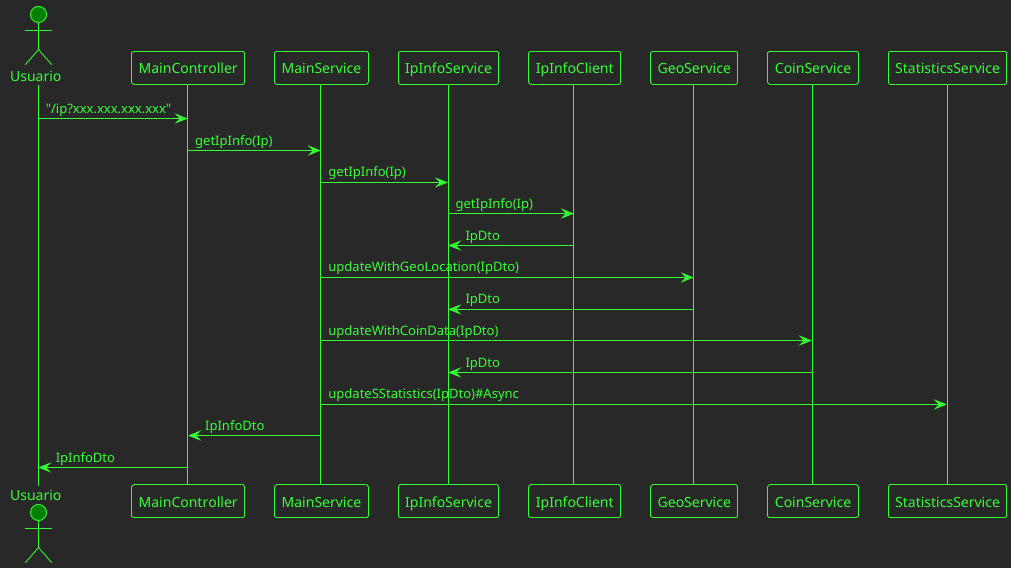 Usuario
MainController
MainService
IpInfoService
IpInfoClient
GeoService
CoinService
StatisticsService
"/ip?xxx.xxx.xxx.xxx"
getIpInfo(Ip)
getIpInfo(Ip)
getIpInfo(Ip)
IpDto
updateWithGeoLocation(IpDto)
IpDto
updateWithCoinData(IpDto)
IpDto
updateSStatistics(IpDto)#Async
IpInfoDto
IpInfoDto
Usuario
MainController
MainService
IpInfoService
IpInfoClient
GeoService
CoinService
StatisticsService